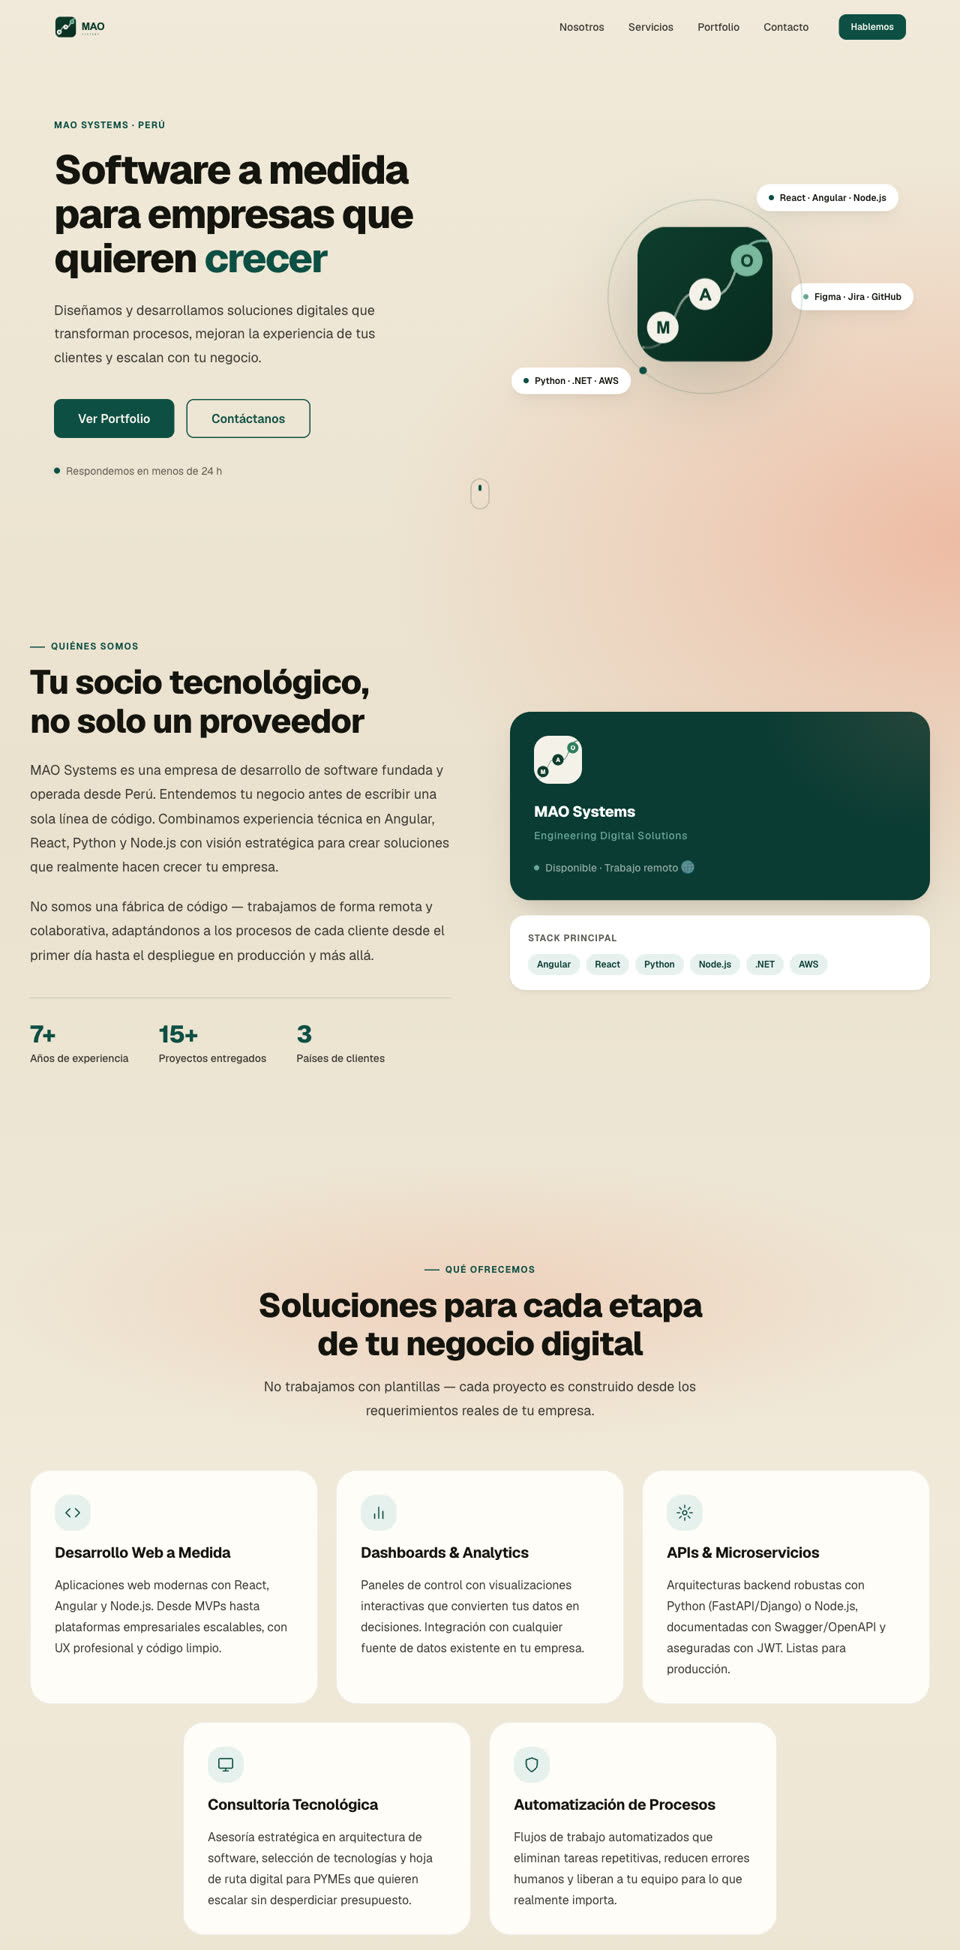 MAO
Nosotros
Servicios
Portfolio
Contacto
Hablemos
MAO SYSTEMS · PERÚ
Software a medida
para empresas que
quieren crecer
Diseñamos y desarrollamos soluciones digitales que
transforman procesos, mejoran la experiencia de tus
clientes y escalan con tu negocio.
Ver Portfolio
Contáctanos
Respondemos en menos de 24 h
React · Angular · Node.js
O
A
M
Figma · Jira · GitHub
Python · .NET · AWS
QUIÉNES SOMOS
Tu socio tecnológico,
no solo un proveedor
MAO Systems es una empresa de desarrollo de software fundada y
operada desde Perú. Entendemos tu negocio antes de escribir una
sola línea de código. Combinamos experiencia técnica en Angular,
React, Python y Node.js con visión estratégica para crear soluciones
que realmente hacen crecer tu empresa.
No somos una fábrica de código — trabajamos de forma remota y
colaborativa, adaptándonos a los procesos de cada cliente desde el
primer día hasta el despliegue en producción y más allá.
7+
Años de experiencia
15+
Proyectos entregados
3
Países de clientes
M A O
MAO Systems
Engineering Digital Solutions
Disponible · Trabajo remoto
STACK PRINCIPAL
Angular
React
Python
Node.js
.NET
AWS
QUÉ OFRECEMOS
Soluciones para cada etapa
de tu negocio digital
No trabajamos con plantillas — cada proyecto es construido desde los
requerimientos reales de tu empresa.
Desarrollo Web a Medida
Aplicaciones web modernas con React,
Angular y Node.js. Desde MVPs hasta
plataformas empresariales escalables, con
UX profesional y código limpio.
Dashboards & Analytics
Paneles de control con visualizaciones
interactivas que convierten tus datos en
decisiones. Integración con cualquier
fuente de datos existente en tu empresa.
APIs & Microservicios
Arquitecturas backend robustas con
Python (FastAPI/Django) o Node.js,
documentadas con Swagger/OpenAPI y
aseguradas con JWT. Listas para
producción.
Consultoría Tecnológica
Asesoría estratégica en arquitectura de
software, selección de tecnologías y hoja
de ruta digital para PYMEs que quieren
escalar sin desperdiciar presupuesto.
Automatización de Procesos
Flujos de trabajo automatizados que
eliminan tareas repetitivas, reducen errores
humanos y liberan a tu equipo para lo que
realmente importa.